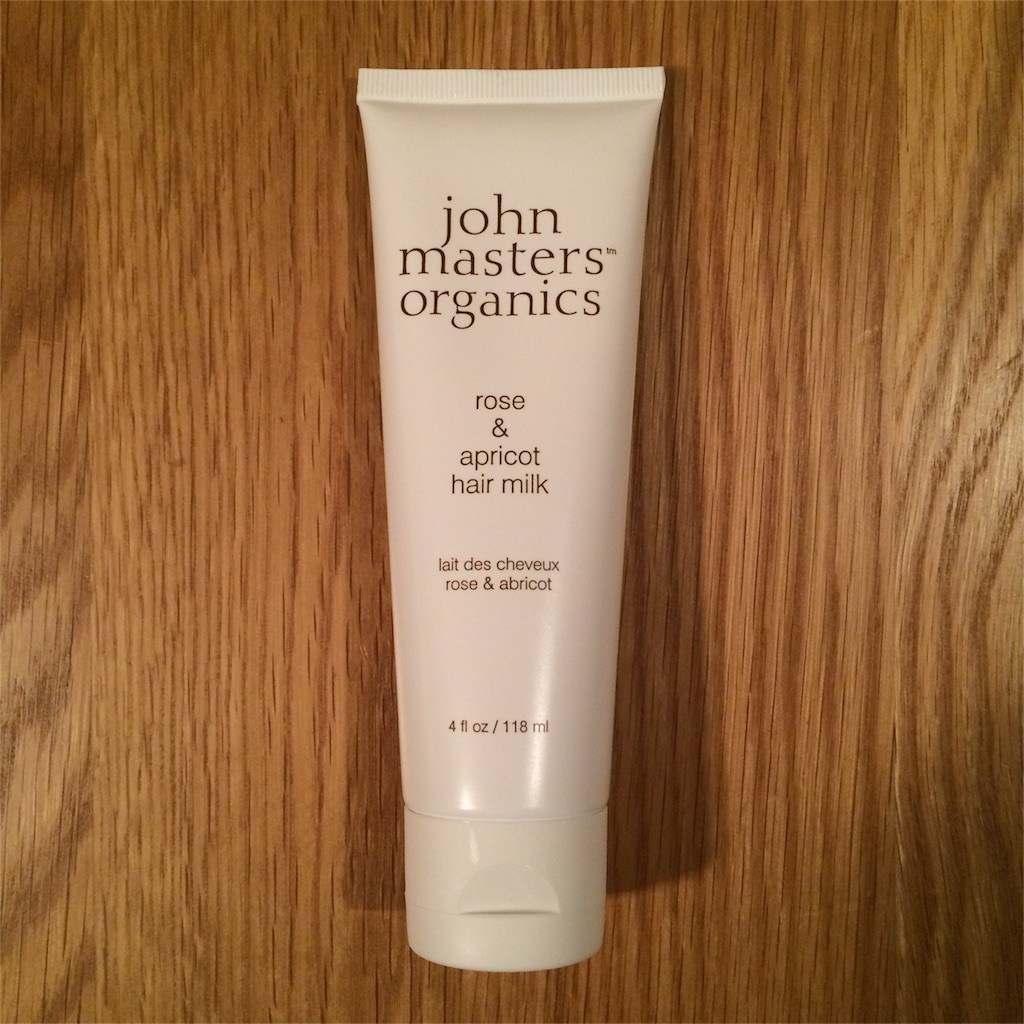 john
masters™
organics
rose
&
apricot
hair milk
lait des cheveux
rose & abricot
4 fl oz / 118 ml